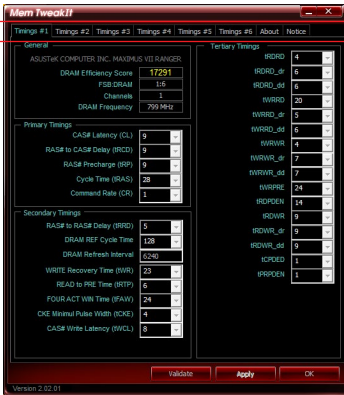 Mem TweakIt
Timings #1 Timings #2 Timings #3 Timings #4 Timings #5 Timings #6 About Notice
General
ASUSTeK COMPUTER INC. MAXIMUS VII RANGER
DRAM Efficiency Score 17291
FSB:DRAM 1:6
Channels 1
DRAM Frequency 799 MHz
Primary Timings
CAS# Latency (CL) 9
RAS# to CAS# Delay (tRCD) 9
RAS# Precharge (tRP) 9
Cycle Time (tRAS) 28
Command Rate (CR) 1
Secondary Timings
RAS# to RAS# Delay (tRRD) 5
DRAM REF Cycle Time 128
DRAM Refresh Interval 6240
WRITE Recovery Time (tWR) 23
READ to PRE Time (tRTP) 6
FOUR ACT WIN Time (tFAW) 24
CKE Minimul Pulse Width (tCKE) 4
CAS# Write Latency (tWCL) 8
Tertiary Timings
tRDRD 4
tRDRD_dr 6
tRDRD_dd 6
tWRRD 20
tWRRD_dr 5
tWRRD_dd 6
tWRWR 4
tWRWR_dr 7
tWRWR_dd 7
tWRPRE 24
tRDPDEN 14
tRDWR 9
tRDWR_dr 9
tRDWR_dd 9
tCPDED 1
tPRPDEN 1
Validate Apply OK
Version 2.02.01